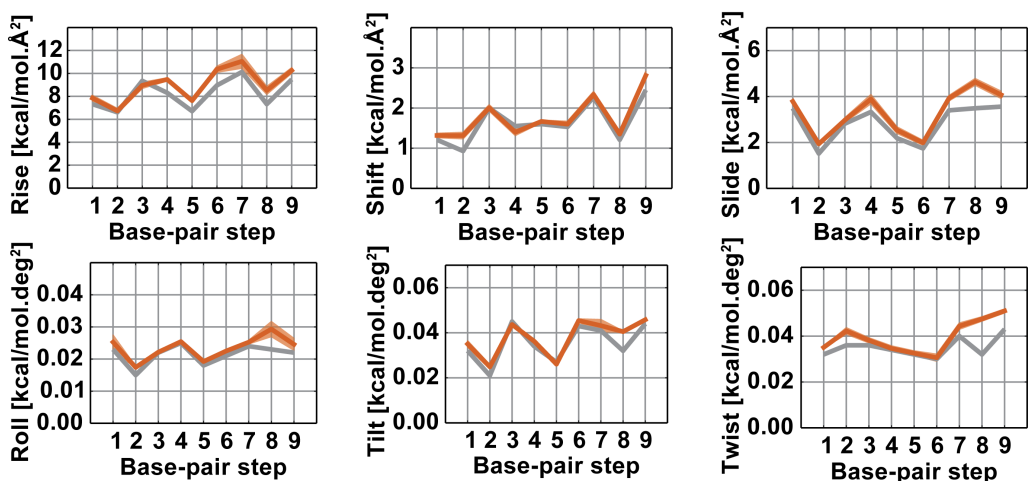 Rise [kcal/mol.Å²]
12
10
8
6
4
2
0
1 2 3 4 5 6 7 8 9
Base-pair step
Shift [kcal/mol.Å²]
3
2
1
0
1 2 3 4 5 6 7 8 9
Base-pair step
Slide [kcal/mol.Å²]
6
4
2
0
1 2 3 4 5 6 7 8 9
Base-pair step
Roll [kcal/mol.deg²]
0.04
0.03
0.02
0.01
0.00
1 2 3 4 5 6 7 8 9
Base-pair step
Tilt [kcal/mol.deg²]
0.06
0.04
0.02
0.00
1 2 3 4 5 6 7 8 9
Base-pair step
Twist [kcal/mol.deg²]
0.06
0.04
0.02
0.00
1 2 3 4 5 6 7 8 9
Base-pair step